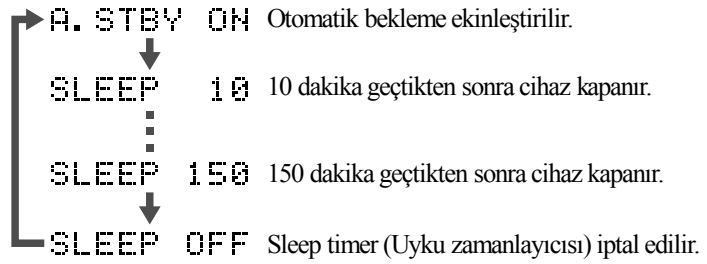 A. STBY ON Otomatik bekleme ekinleştirilir.
SLEEP 10 10 dakika geçtikten sonra cihaz kapanır.
SLEEP 150 150 dakika geçtikten sonra cihaz kapanır.
SLEEP OFF Sleep timer (Uyku zamanlayıcısı) iptal edilir.